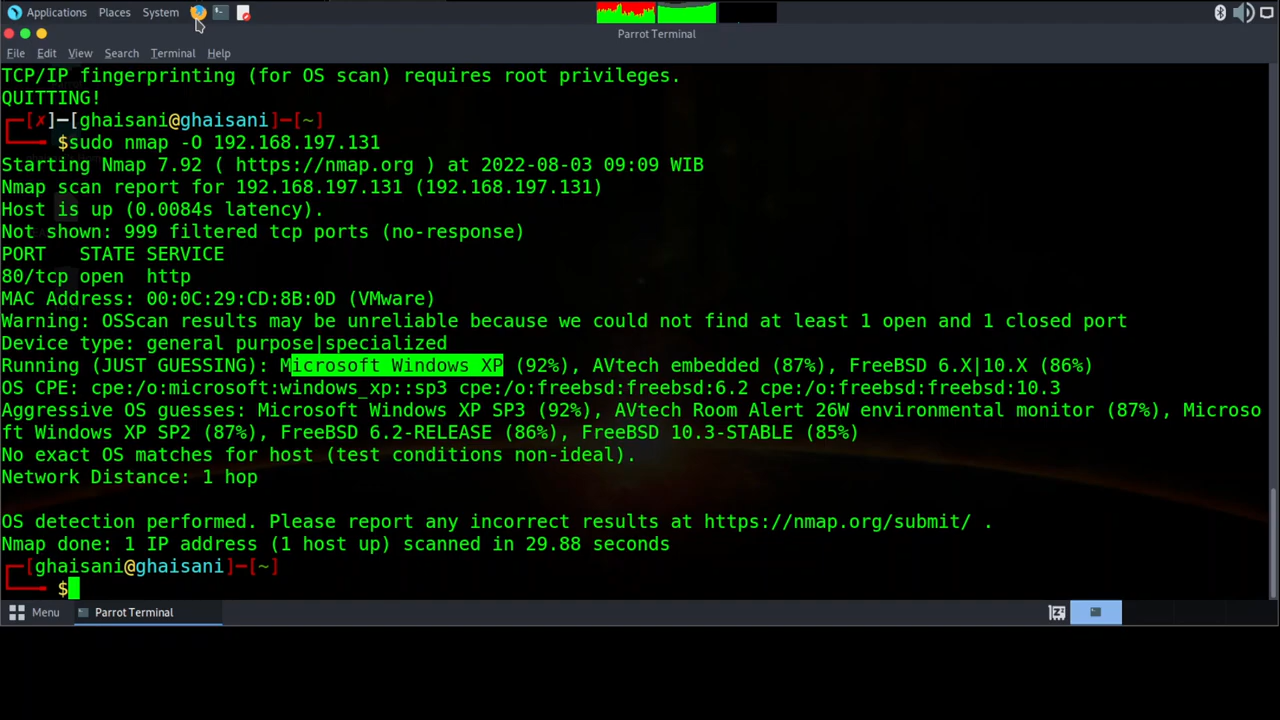 Applications Places System
Parrot Terminal
File Edit View Search Terminal Help
TCP/IP fingerprinting (for OS scan) requires root privileges.
QUITTING!
┌─[✗]─[ghaisani@ghaisani]─[~]
└──╼ $sudo nmap -O 192.168.197.131
Starting Nmap 7.92 ( https://nmap.org ) at 2022-08-03 09:09 WIB
Nmap scan report for 192.168.197.131 (192.168.197.131)
Host is up (0.0084s latency).
Not shown: 999 filtered tcp ports (no-response)
PORT   STATE SERVICE
80/tcp open  http
MAC Address: 00:0C:29:CD:8B:0D (VMware)
Warning: OSScan results may be unreliable because we could not find at least 1 open and 1 closed port
Device type: general purpose|specialized
Running (JUST GUESSING): Microsoft Windows XP (92%), AVtech embedded (87%), FreeBSD 6.X|10.X (86%)
OS CPE: cpe:/o:microsoft:windows_xp::sp3 cpe:/o:freebsd:freebsd:6.2 cpe:/o:freebsd:freebsd:10.3
Aggressive OS guesses: Microsoft Windows XP SP3 (92%), AVtech Room Alert 26W environmental monitor (87%), Microso
ft Windows XP SP2 (87%), FreeBSD 6.2-RELEASE (86%), FreeBSD 10.3-STABLE (85%)
No exact OS matches for host (test conditions non-ideal).
Network Distance: 1 hop
OS detection performed. Please report any incorrect results at https://nmap.org/submit/ .
Nmap done: 1 IP address (1 host up) scanned in 29.88 seconds
┌─[ghaisani@ghaisani]─[~]
└──╼ $
Menu Parrot Terminal